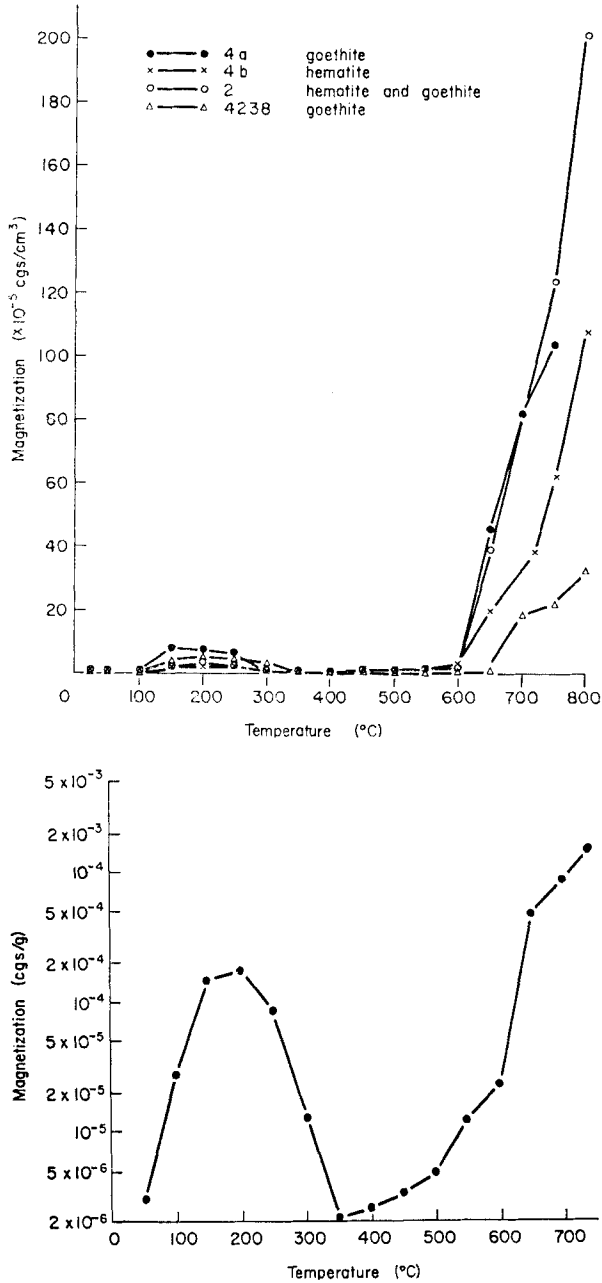 200
180
160
140
120
100
80
60
40
20
Magnetization (×10⁻⁵ cgs/cm³)
4a goethite
4b hematite
2 hematite and goethite
4238 goethite
0 100 200 300 400 500 600 700 800
Temperature (°C)
5 x 10⁻³
2 x 10⁻³
10⁻⁴
5 x 10⁻⁴
2 x 10⁻⁴
10⁻⁴
5 x 10⁻⁵
2 x 10⁻⁵
10⁻⁵
5 x 10⁻⁶
2 x 10⁻⁶
Magnetization (cgs/g)
0 100 200 300 400 500 600 700
Temperature (°C)